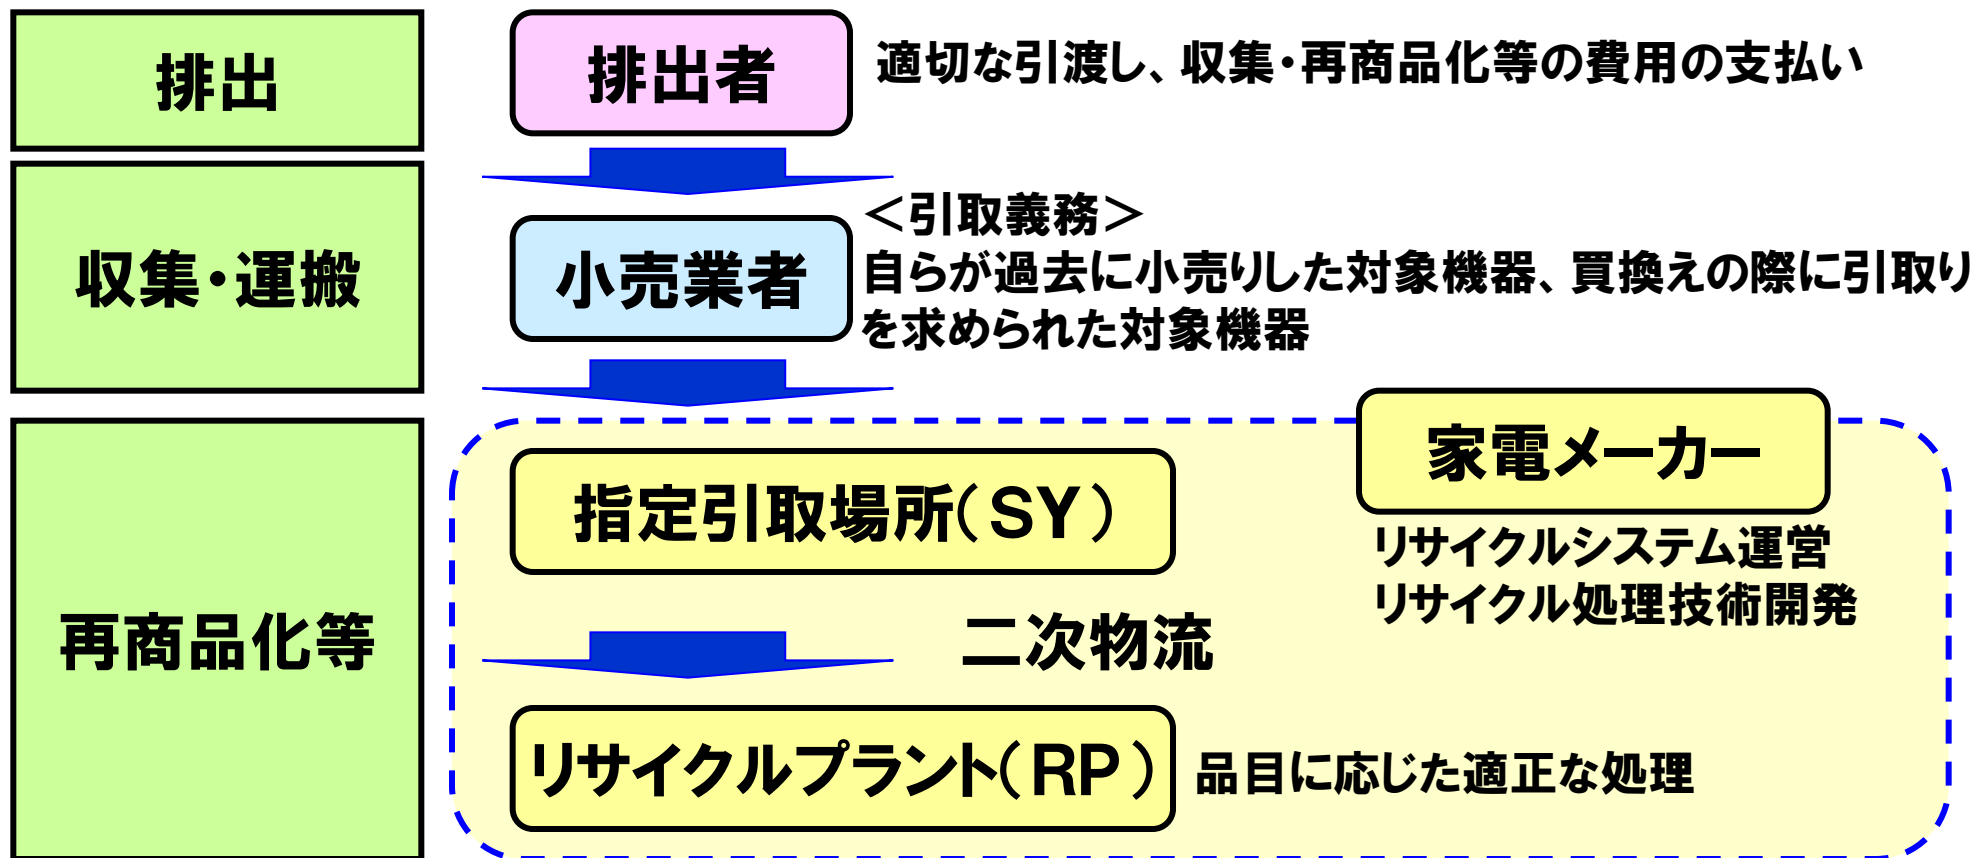 排出
排出者
適切な引渡し、収集・再商品化等の費用の支払い
収集・運搬
小売業者
＜引取義務＞
自らが過去に小売りした対象機器、買換えの際に引取り
を求められた対象機器
再商品化等
家電メーカー
リサイクルシステム運営
リサイクル処理技術開発
指定引取場所（ＳＹ）
二次物流
リサイクルプラント（ＲＰ）
品目に応じた適正な処理